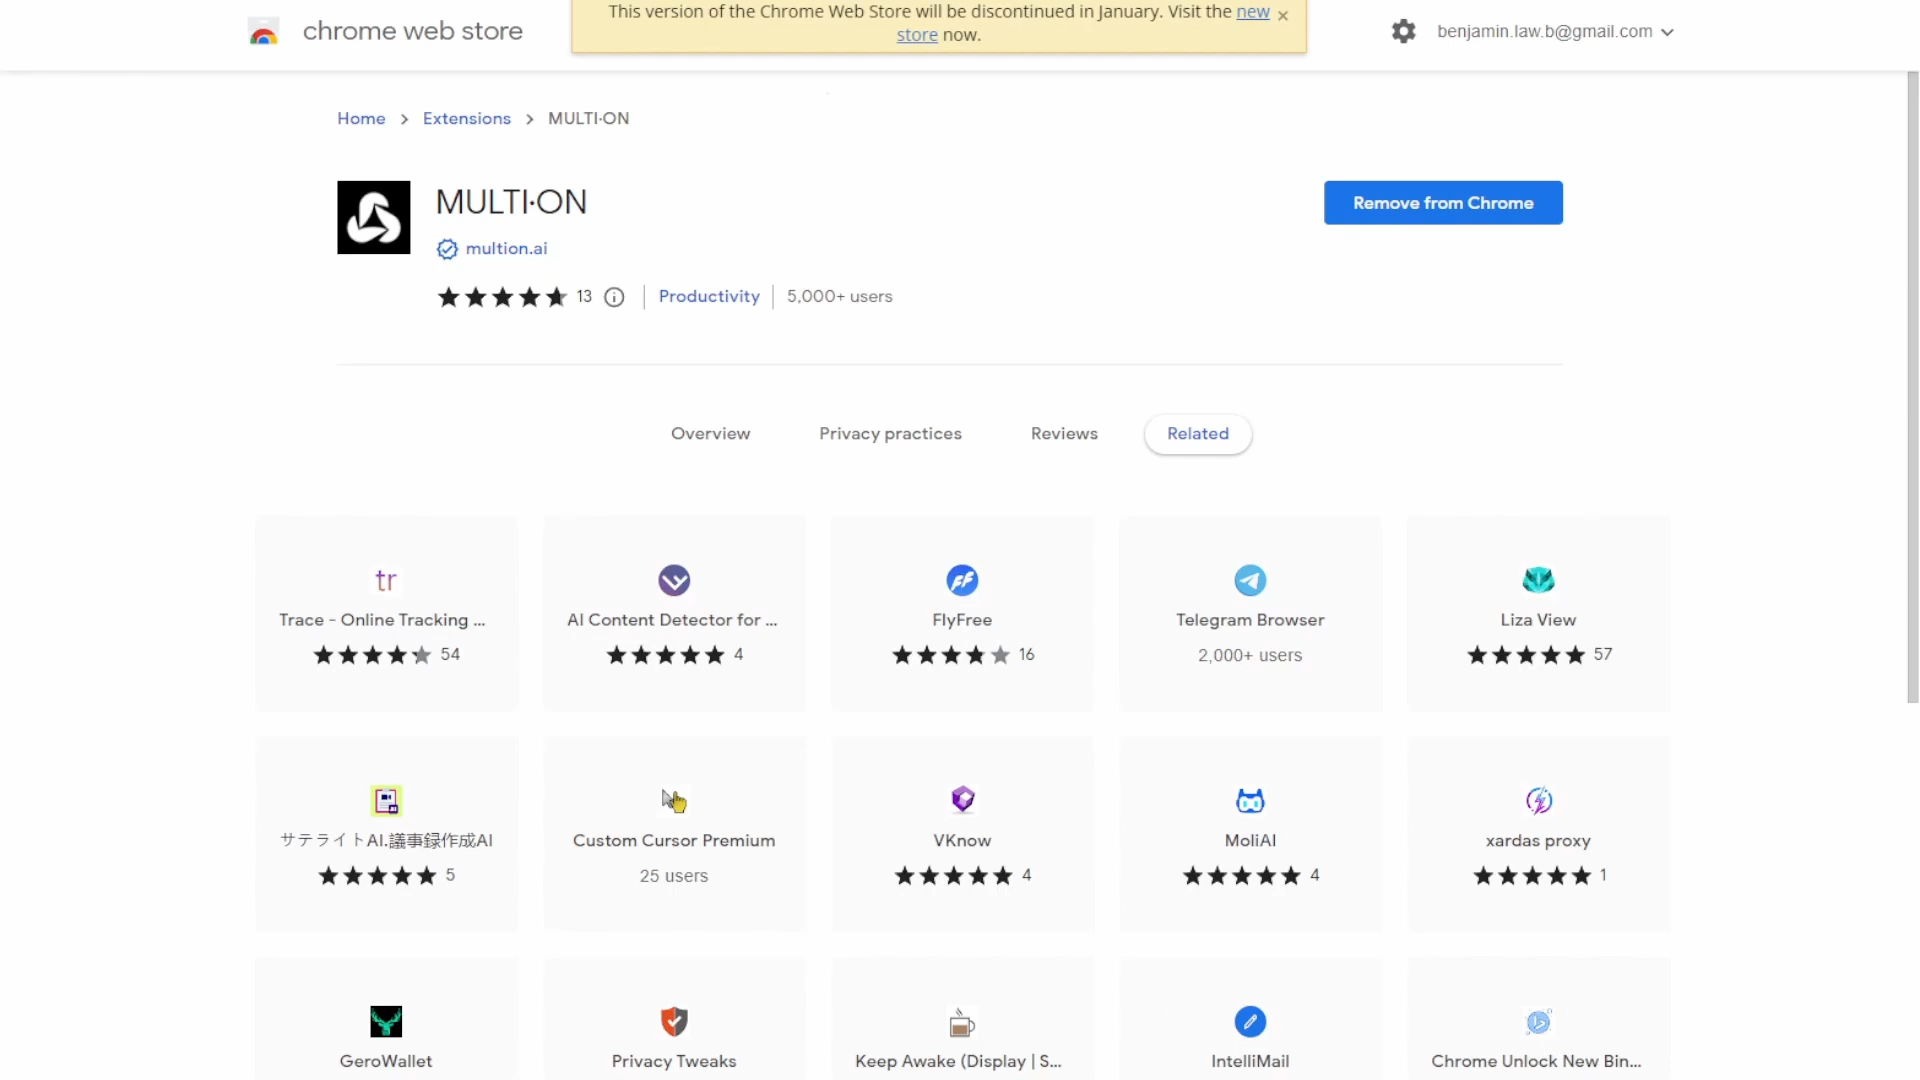 This version of the Chrome Web Store will be discontinued in January. Visit the new
store now.
chrome web store
benjamin.law.b@gmail.com
Home
Extensions
MULTI·ON
MULTI·ON
Remove from Chrome
multion.ai
13
Productivity
5,000+ users
Overview
Privacy practices
Reviews
Related
tr
Trace - Online Tracking ...
AI Content Detector for ...
FlyFree
Telegram Browser
Liza View
54
4
16
2,000+ users
57
サテライトAI.議事録作成AI
Custom Cursor Premium
VKnow
MoliAI
xardas proxy
5
25 users
4
4
1
GeroWallet
Privacy Tweaks
Keep Awake (Display | S...
IntelliMail
Chrome Unlock New Bin...